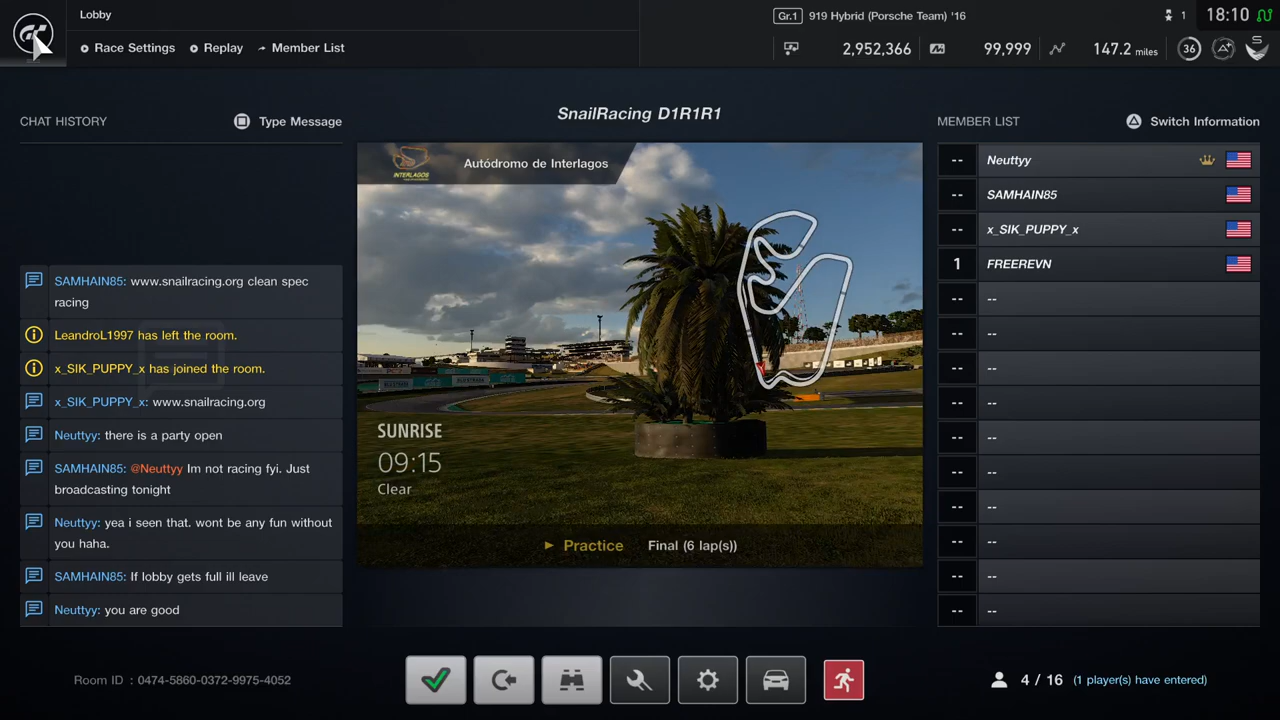 Lobby
Race Settings
Replay
Member List
Gr.1
919 Hybrid (Porsche Team) '16
1
18:10
2,952,366
99,999
147.2 miles
36
A+
S
SnailRacing D1R1R1
CHAT HISTORY
Type Message
SAMHAIN85: www.snailracing.org clean spec
racing
LeandroL1997 has left the room.
x_SIK_PUPPY_x has joined the room.
x_SIK_PUPPY_x: www.snailracing.org
Neuttyy: there is a party open
SAMHAIN85: @Neuttyy Im not racing fyi. Just
broadcasting tonight
Neuttyy: yea i seen that. wont be any fun without
you haha.
SAMHAIN85: If lobby gets full ill leave
Neuttyy: you are good
INTERLAGOS
Autódromo de Interlagos
SUNRISE
09:15
Clear
Practice
Final (6 lap(s))
MEMBER LIST
Switch Information
-- Neuttyy
-- SAMHAIN85
-- x_SIK_PUPPY_x
1 FREEREVN
-- --
-- --
-- --
-- --
-- --
-- --
-- --
-- --
-- --
-- --
Room ID : 0474-5860-0372-9975-4052
4 / 16
(1 player(s) have entered)